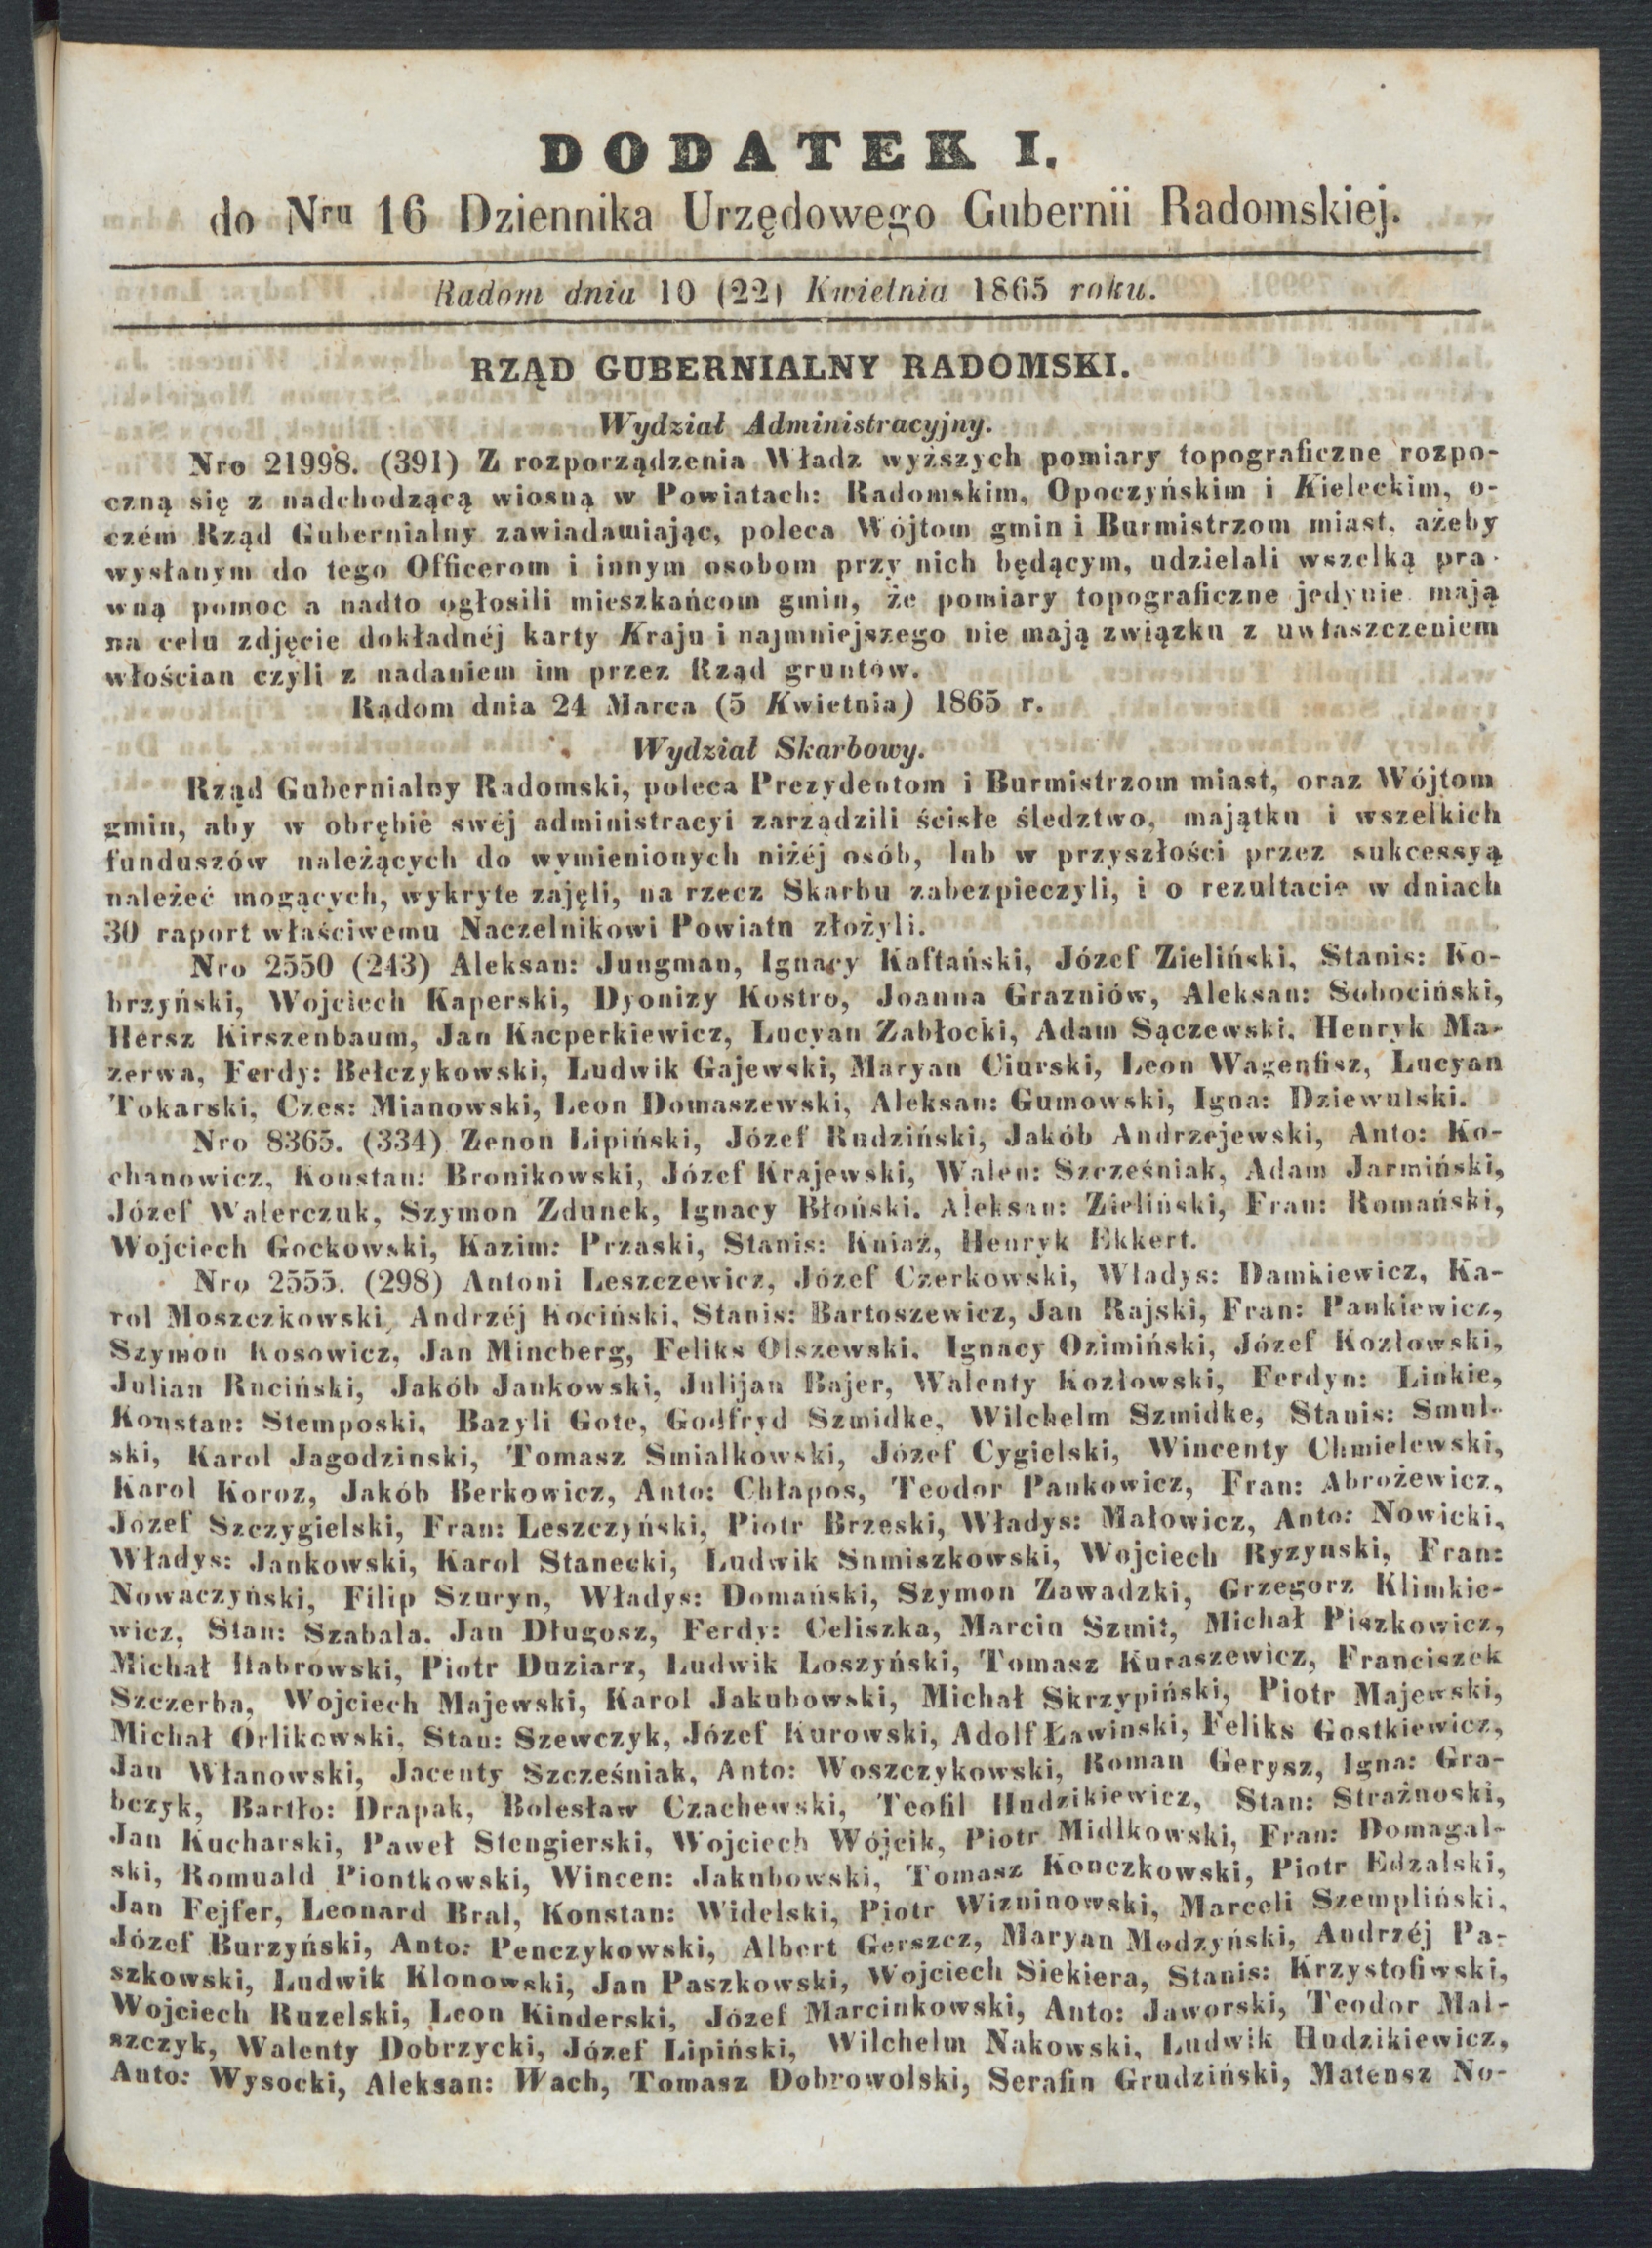 DODATEK I.
do Nru 16 Dziennika Urzędowego Gubernii Radomskiej.
Radom dnia 10 (22) Kwietnia 1865 roku.
RZĄD GUBERNIALNY RADOMSKI.
Wydział Administracyjny.
Nro 21998. (391) Z rozporządzenia Władz wyższych pomiary topograficzne rozpo-
czną się z nadchodzącą wiosną w Powiatach: Radomskim, Opoczyńskim i Kieleckim, o-
czém Rząd Gubernialny zawiadamiając, poleca Wójtom gmin i Burmistrzom miast, ażeby
wysłanym do tego Officerom i innym osobom przy nich będącym, udzielali wszelką pra-
wną pomoc a nadto ogłosili mieszkańcom gmin, że pomiary topograficzne jedynie mają
na celu zdjęcie dokładnéj karty Kraju i najmniejszego nie mają związku z uwłaszczeniem
włościan czyli z nadaniem im przez Rząd gruntów.
Radom dnia 24 Marca (5 Kwietnia) 1865 r.
Wydział Skarbowy.
Rząd Gubernialny Radomski, poleca Prezydentom i Burmistrzom miast, oraz Wójtom
gmin, aby w obrębie swéj administracyi zarządzili ścisłe śledztwo, majątku i wszelkich
funduszów należących do wymienionych niżéj osób, lub w przyszłości przez sukcessyą
należeć mogących, wykryte zajęli, na rzecz Skarbu zabezpieczyli, i o rezultacie w dniach
30 raport właściwemu Naczelnikowi Powiatu złożyli.
Nro 2550 (243) Aleksan: Jungman, Ignacy Kaftański, Józef Zieliński, Stanis: Ko-
brzyński, Wojciech Kaperski, Dyonizy Kostro, Joanna Grazniów, Aleksan: Sobociński,
Hersz Kirszenbaum, Jan Kacperkiewicz, Lucyan Zabłocki, Adam Sączewski, Henryk Ma-
zerwa, Ferdy: Bełczykowski, Ludwik Gajewski, Maryan Ciurski, Leon Wagenfisz, Lucyan
Tokarski, Czes: Mianowski, Leon Domaszewski, Aleksan: Gumowski, Igna: Dziewulski.
Nro 8365. (334) Zenon Lipiński, Józef Rudziński, Jakób Andrzejewski, Anto: Ko-
chanowicz, Konstan: Bronikowski, Józef Krajewski, Walen: Szcześniak, Adam Jarmiński,
Józef Walerczuk, Szymon Zdunek, Ignacy Błoński. Aleksan: Zieliński, Fran: Romański,
Wojciech Gockowski, Kazim: Przaski, Stanis: Kniaź, Henryk Ekkert.
Nro 2555. (298) Antoni Leszczewicz, Józef Czerkowski, Władys: Damkiewicz, Ka-
rol Moszczkowski, Andrzéj Kociński, Stanis: Bartoszewicz, Jan Rajski, Fran: Pankiewicz,
Szymon Kosowicz, Jan Mincberg, Feliks Olszewski, Ignacy Ozimiński, Józef Kozłowski,
Julian Ruciński, Jakób Jankowski, Julijan Bajer, Walenty Kozłowski, Ferdyn: Linkie,
Konstan: Stemposki, Bazyli Gote, Godfryd Szmidke, Wilchelm Szmidke, Stanis: Smul-
ski, Karol Jagodzinski, Tomasz Smialkowski, Józef Cygielski, Wincenty Chmielewski,
Karol Koroz, Jakób Berkowicz, Anto: Chłapos, Teodor Pankowicz, Fran: Abrożewicz,
Józef Szczygielski, Fran: Leszczyński, Piotr Brzeski, Władys: Małowicz, Anto: Nowicki,
Władys: Jankowski, Karol Stanecki, Ludwik Snmiszkowski, Wojciech Ryzynski, Fran:
Nowaczyński, Filip Szuryn, Władys: Domański, Szymon Zawadzki, Grzegorz Klimkie-
wicz, Stan: Szabala. Jan Długosz, Ferdy: Celiszka, Marcin Szmit, Michał Piszkowicz,
Michał Habrowski, Piotr Duziarz, Ludwik Loszyński, Tomasz Kuraszewicz, Franciszek
Szczerba, Wojciech Majewski, Karol Jakubowski, Michał Skrzypiński, Piotr Majewski,
Michał Orlikowski, Stan: Szewczyk, Józef Kurowski, Adolf Ławinski, Feliks Gostkiewicz,
Jan Włanowski, Jacenty Szcześniak, Anto: Woszczykowski, Roman Gerysz, Igna: Gra-
bczyk, Bartło: Drapak, Bolesław Czachewski, Teofil Hudzikiewicz, Stan: Strażnoski,
Jan Kucharski, Paweł Stengierski, Wojciech Wójcik, Piotr Midlkowski, Fran: Domagal-
ski, Romuald Piontkowski, Wincen: Jakubowski, Tomasz Konczkowski, Piotr Edzalski,
Jan Fejfer, Leonard Bral, Konstan: Widelski, Piotr Wizninowski, Marceli Szempliński,
Józef Burzyński, Anto: Penczykowski, Albert Gerszcz, Maryan Modzyński, Andrzéj Pa-
szkowski, Ludwik Klonowski, Jan Paszkowski, Wojciech Siekiera, Stanis: Krzystofiwski,
Wojciech Ruzelski, Leon Kinderski, Józef Marcinkowski, Anto: Jaworski, Teodor Mal-
szczyk, Walenty Dobrzycki, Józef Lipiński, Wilchelm Nakowski, Ludwik Hudzikiewicz,
Anto: Wysocki, Aleksan: Wach, Tomasz Dobrowolski, Serafin Grudziński, Mateusz No-